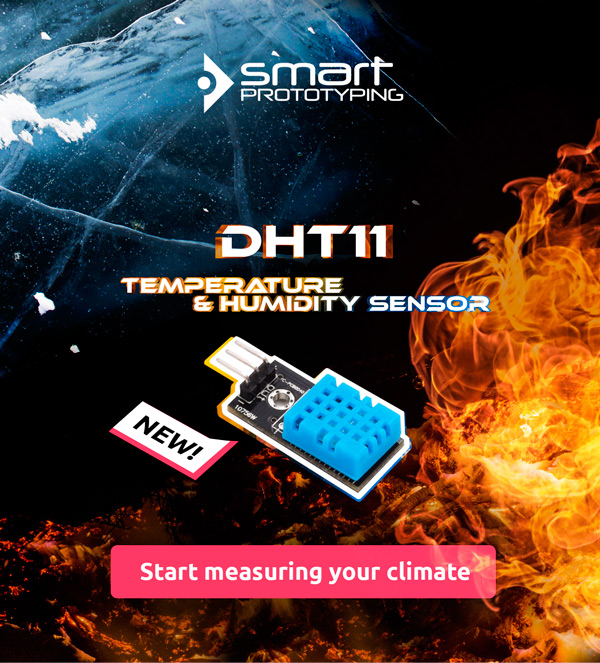 smart
PROTOTYPING
DHT11
TEMPERATURE
& HUMIDITY SENSOR
NEW!
Start measuring your climate